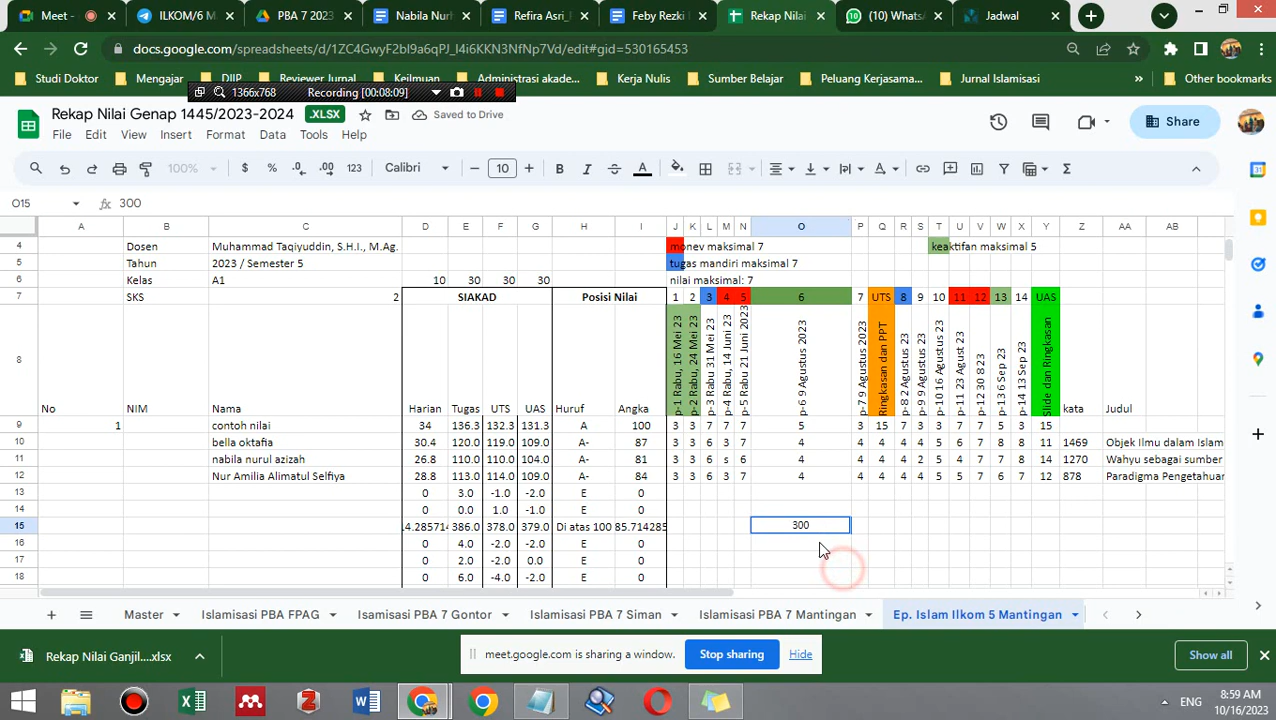 Meet -
ILKOM/6 M
PBA 7 2023
Nabila Nurh
Refira Asri_
Feby Rezki
Rekap Nilai
(10) Whats
Jadwal
docs.google.com/spreadsheets/d/1ZC4GwyF2bI9a6qPJ_I4i6KKN3NfNp7Vd/edit#gid=530165453
Studi Doktor
Mengajar
DIIP
Reviewer Jurnal
Keilmuan
Administrasi akade...
Kerja Nulis
Sumber Belajar
Peluang Kerjasama...
Jurnal Islamisasi
»
Other bookmarks
1366x768 Recording [00:08:09]
Rekap Nilai Genap 1445/2023-2024 .XLSX Saved to Drive
File Edit View Insert Format Data Tools Help
Share
100% $ % .0 .00 123 Calibri 10 B I A
O15 fx 300
A B C D E F G H I J K L M N O P Q R S T U V W X Y Z AA AB
4 Dosen Muhammad Taqiyuddin, S.H.I., M.Ag. monev maksimal 7 keaktifan maksimal 5
5 Tahun 2023 / Semester 5 tugas mandiri maksimal 7
6 Kelas A1 10 30 30 30 nilai maksimal: 7
7 SKS 2 SIAKAD Posisi Nilai 1 2 3 4 5 6 7 UTS 8 9 10 11 12 13 14 UAS
8 No NIM Nama Harian Tugas UTS UAS Huruf Angka p-1 Rabu, 16 Mei 23 p-2 Rabu, 24 Mei 23 p-3 Rabu 31 Mei 23 p-4 Rabu, 14 Juni 23 p-5 Rabu 21 Juni 2023 p-6 9 Agustus 2023 p-7 9 Agustus 2023 Ringkasan dan PPT p-8 2 Agustus 23 p-9 9 Agustus 23 p-10 16 Agustus 23 p-11 23 Agust 23 p-12 30 8 23 p-13 6 Sep 23 p-14 13 Sep 23 Slide dan Ringkasan kata Judul
9 1 contoh nilai 34 136.3 132.3 131.3 A 100 3 3 7 7 7 5 3 15 7 3 5 7 7 5 3 15
10 bella oktafia 30.4 120.0 119.0 109.0 A- 87 3 3 6 3 7 4 4 4 4 4 5 6 7 8 8 11 1469 Objek Ilmu dalam Islam
11 nabila nurul azizah 26.8 110.0 110.0 104.0 A- 81 3 3 6 s 6 4 4 4 4 2 5 4 7 7 8 14 1270 Wahyu sebagai sumber
12 Nur Amilia Alimatul Selfiya 28.8 113.0 114.0 109.0 A- 84 3 3 6 3 7 4 4 4 4 4 5 7 7 6 7 12 878 Paradigma Pengetahuan
13 0 3.0 -1.0 -2.0 E 0
14 0 1.0 1.0 -2.0 E 0
15 14.285714 386.0 378.0 379.0 Di atas 100 85.714285 300
16 0 4.0 -2.0 -2.0 E 0
17 0 2.0 -2.0 0.0 E 0
18 0 6.0 -4.0 -2.0 E 0
Master Islamisasi PBA FPAG Isamisasi PBA 7 Gontor Islamisasi PBA 7 Siman Islamisasi PBA 7 Mantingan Ep. Islam Ilkom 5 Mantingan
Rekap Nilai Ganjil....xlsx
meet.google.com is sharing a window. Stop sharing Hide
Show all
ENG
8:59 AM
10/16/2023